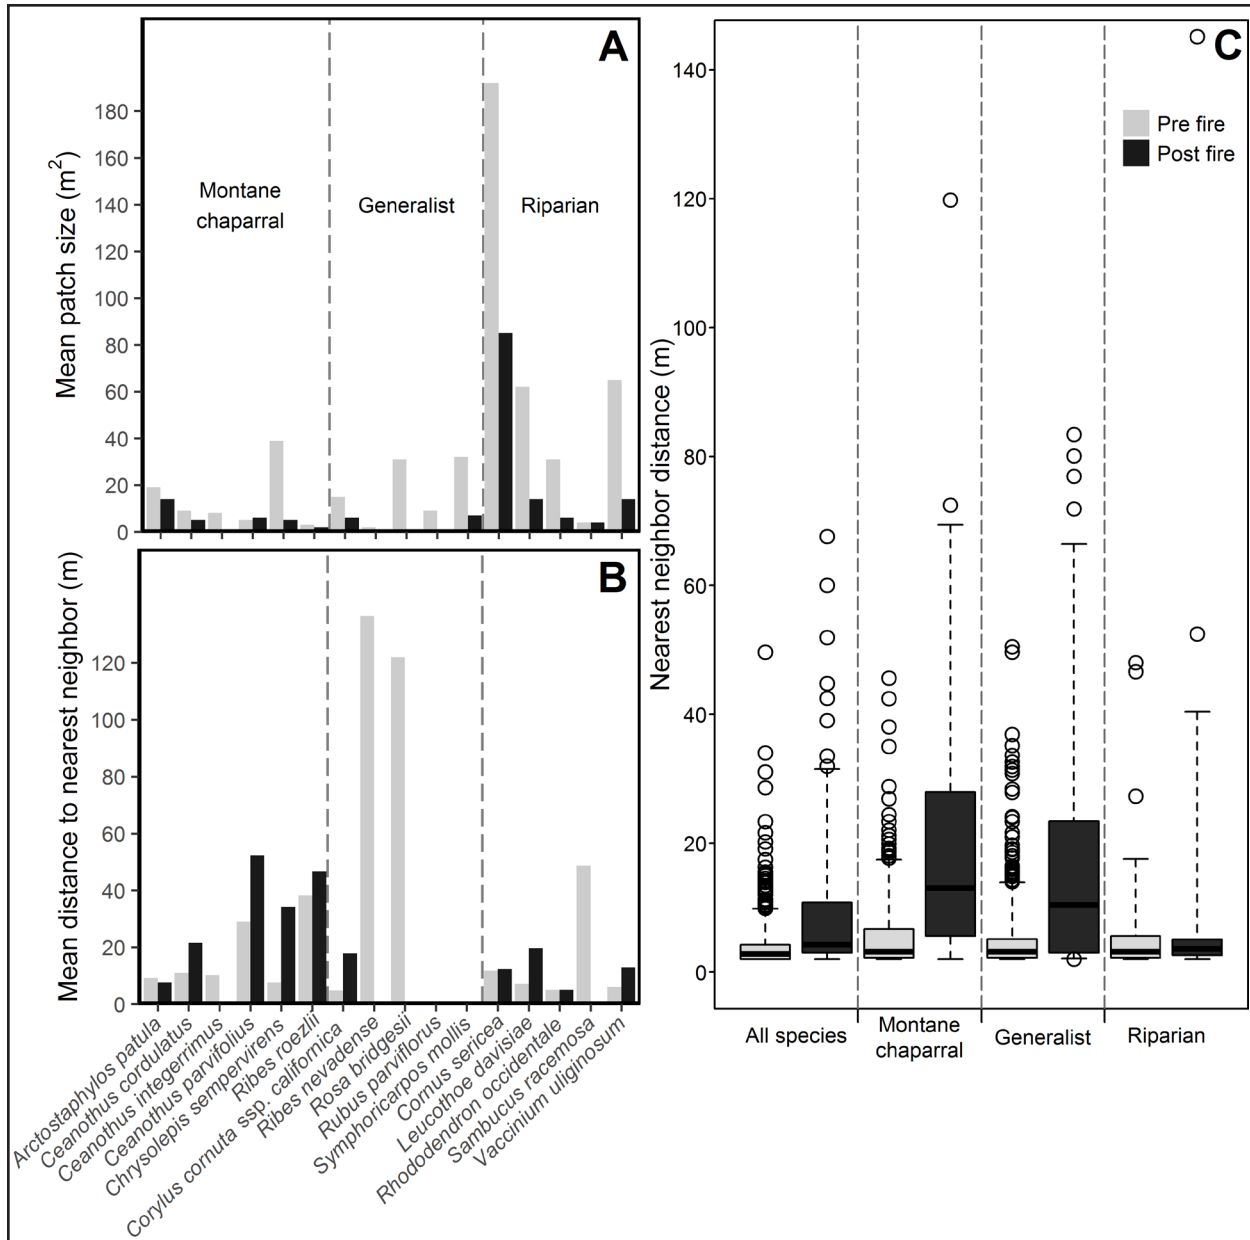 A
Mean patch size (m²)
180
160
140
120
100
80
60
40
20
0
Montane
chaparral
Generalist
Riparian
B
Mean distance to nearest neighbor (m)
120
100
80
60
40
20
0
Arctostaphylos patula
Ceanothus cordulatus
Ceanothus integerrimus
Ceanothus parvifolius
Chrysolepis sempervirens
Ribes roezlii
Corylus cornuta ssp. californica
Ribes nevadense
Rosa bridgesii
Rubus parviflorus
Symphoricarpos mollis
Cornus sericea
Leucothoe davisiae
Rhododendron occidentale
Sambucus racemosa
Vaccinium uliginosum
C
Nearest neighbor distance (m)
140
120
100
80
60
40
20
0
Pre fire
Post fire
All species
Montane
chaparral
Generalist
Riparian